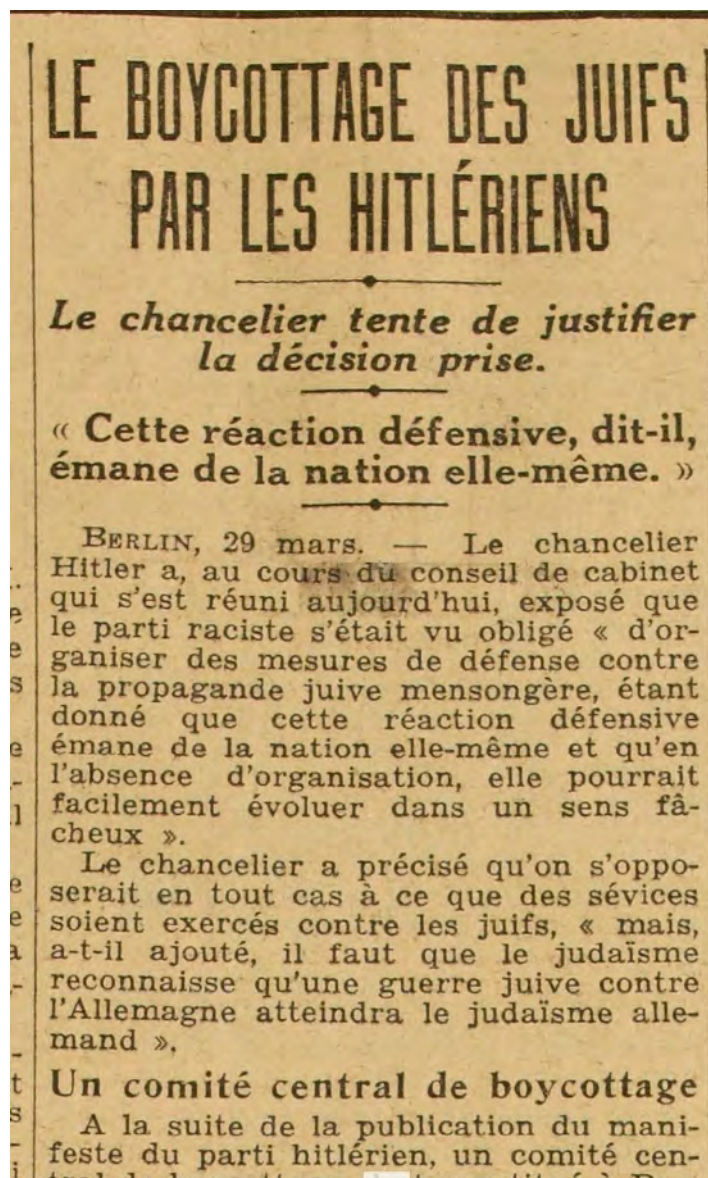 LE BOYCOTTAGE DES JUIFS
PAR LES HITLÉRIENS
Le chancelier tente de justifier
la décision prise.
« Cette réaction défensive, dit-il,
émane de la nation elle-même. »
BERLIN, 29 mars. — Le chancelier
Hitler a, au cours du conseil de cabinet
qui s'est réuni aujourd'hui, exposé que
le parti raciste s'était vu obligé « d'or-
ganiser des mesures de défense contre
la propagande juive mensongère, étant
donné que cette réaction défensive
émane de la nation elle-même et qu'en
l'absence d'organisation, elle pourrait
facilement évoluer dans un sens fâ-
cheux ».
Le chancelier a précisé qu'on s'oppo-
serait en tout cas à ce que des sévices
soient exercés contre les juifs, « mais,
a-t-il ajouté, il faut que le judaïsme
reconnaisse qu'une guerre juive contre
l'Allemagne atteindra le judaïsme alle-
mand ».
Un comité central de boycottage
A la suite de la publication du mani-
feste du parti hitlérien, un comité cen-